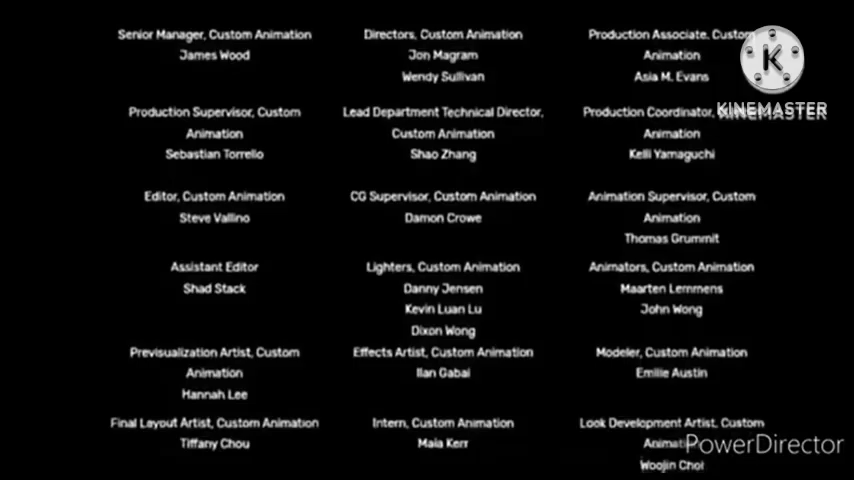 Senior Manager, Custom Animation
James Wood
Directors, Custom Animation
Jon Magram
Wendy Sullivan
Production Associate, Custom
Animation
Asia M. Evans
KINEMASTER
Production Supervisor, Custom
Animation
Sebastian Torrello
Lead Department Technical Director,
Custom Animation
Shao Zhang
Production Coordinator,
Animation
Kelli Yamaguchi
Editor, Custom Animation
Steve Vallino
CG Supervisor, Custom Animation
Damon Crowe
Animation Supervisor, Custom
Animation
Thomas Grummit
Assistant Editor
Shad Stack
Lighters, Custom Animation
Danny Jensen
Kevin Luan Lu
Dixon Wong
Animators, Custom Animation
Maarten Lemmens
John Wong
Previsualization Artist, Custom
Animation
Hannah Lee
Effects Artist, Custom Animation
Ilan Gabai
Modeler, Custom Animation
Emilie Austin
Final Layout Artist, Custom Animation
Tiffany Chou
Intern, Custom Animation
Maia Kerr
Look Development Artist, Custom
Animation
Woojin Choi
PowerDirector